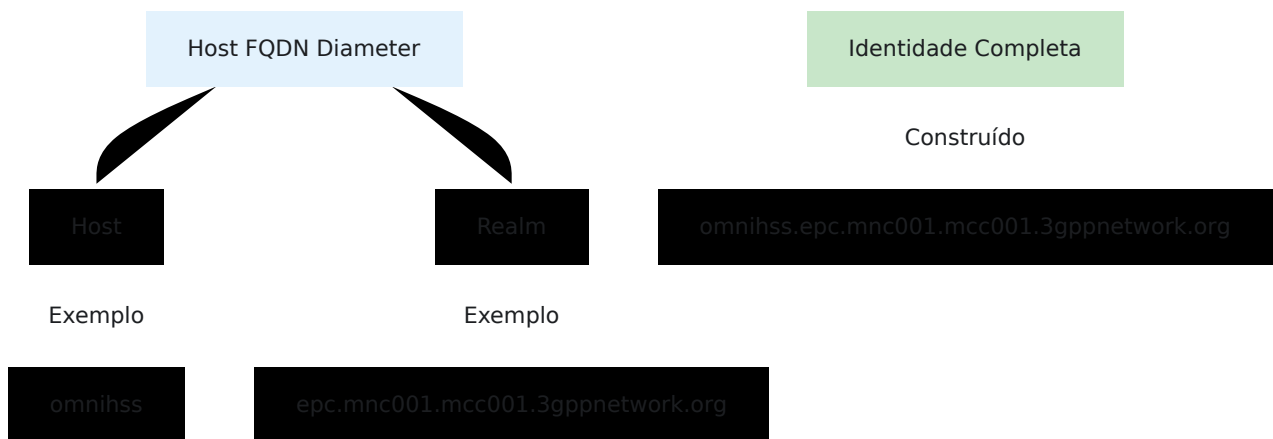 Host FQDN Diameter
Identidade Completa
Construído
Host
Realm
omnihss.epc.mnc001.mcc001.3gppnetwork.org
Exemplo
Exemplo
omnihss
epc.mnc001.mcc001.3gppnetwork.org